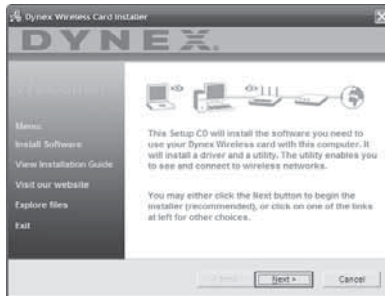 Dynex Wireless Card Installer
DYNEX.
Menu:
Install Software
View Installation Guide
Visit our website
Explore files
Exit
This Setup CD will install the software you need to
use your Dynex Wireless card with this computer. It
will install a driver and a utility. The utility enables you
to see and connect to wireless networks.
You may either click the Next button to begin the
installer (recommended), or click on one of the links
at left for other choices.
Next >
Cancel